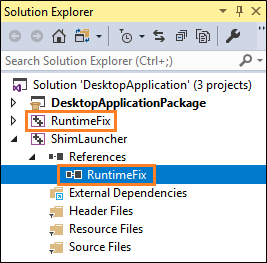 Solution Explorer
Search Solution Explorer (Ctrl+;)
Solution 'DesktopApplication' (3 projects)
DesktopApplicationPackage
RuntimeFix
ShimLauncher
References
RuntimeFix
External Dependencies
Header Files
Resource Files
Source Files